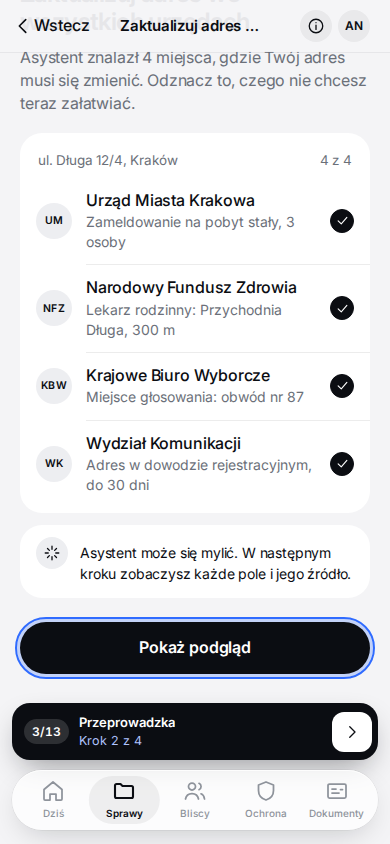 Wstecz
Zaktualizuj adres ...
AN
Asystent znalazł 4 miejsca, gdzie Twój adres
musi się zmienić. Odznacz to, czego nie chcesz
teraz załatwiać.
ul. Długa 12/4, Kraków
4 z 4
UM
Urząd Miasta Krakowa
Zameldowanie na pobyt stały, 3
osoby
NFZ
Narodowy Fundusz Zdrowia
Lekarz rodzinny: Przychodnia
Długa, 300 m
KBW
Krajowe Biuro Wyborcze
Miejsce głosowania: obwód nr 87
WK
Wydział Komunikacji
Adres w dowodzie rejestracyjnym,
do 30 dni
Asystent może się mylić. W następnym
kroku zobaczysz każde pole i jego źródło.
Pokaż podgląd
3/13
Przeprowadzka
Krok 2 z 4
Dziś
Sprawy
Bliscy
Ochrona
Dokumenty